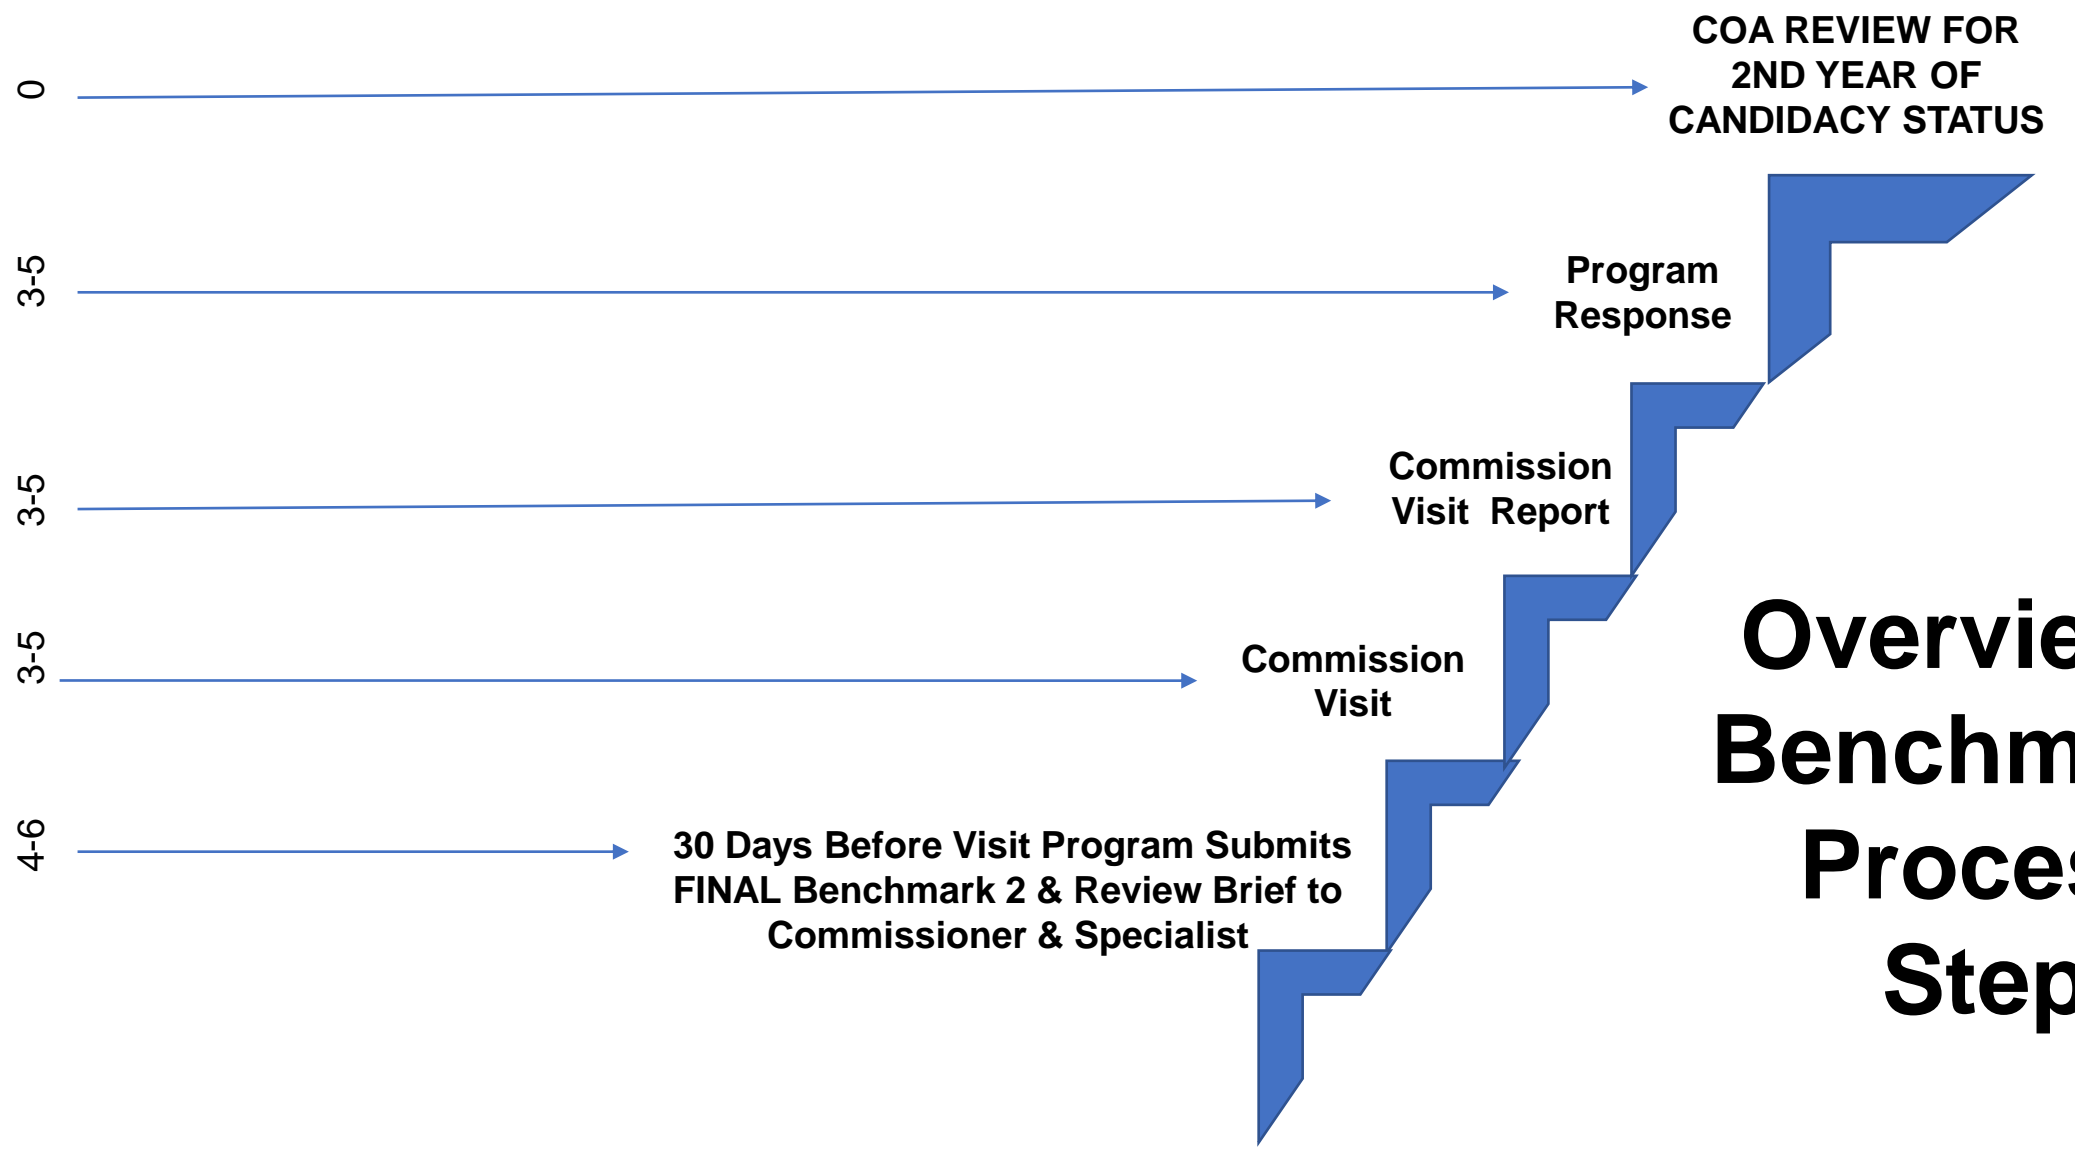 0
COA REVIEW FOR
2ND YEAR OF
CANDIDACY STATUS
3-5
Program
Response
3-5
Commission
Visit Report
3-5
Commission
Visit
4-6
30 Days Before Visit Program Submits
FINAL Benchmark 2 & Review Brief to
Commissioner & Specialist
Overvie
Benchm
Proces
Step